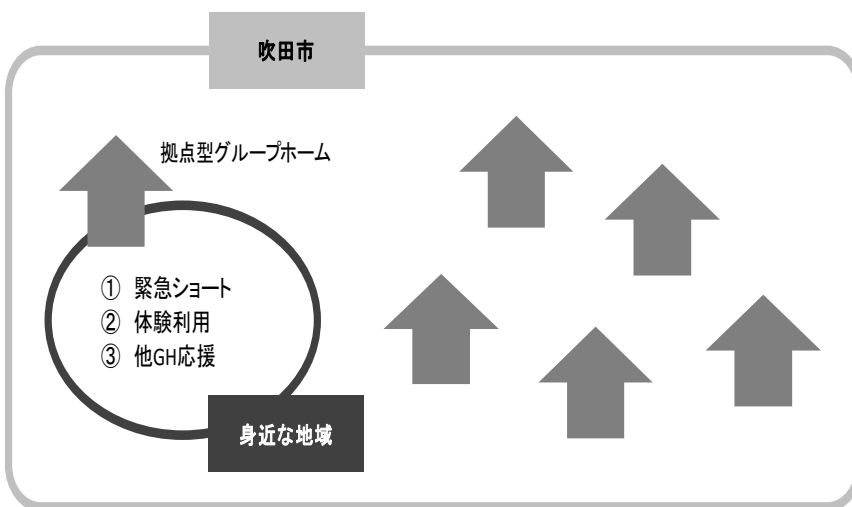 吹田市
拠点型グループホーム
① 緊急ショート
② 体験利用
③ 他GH応援
身近な地域